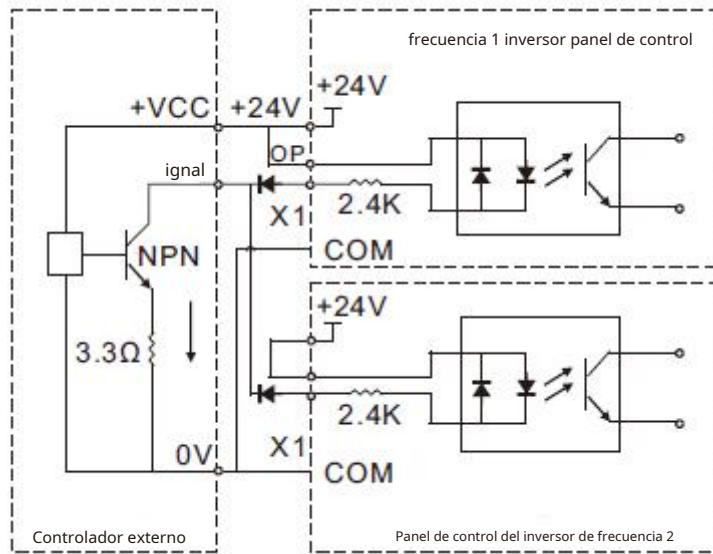 frecuencia 1 inversor panel de control
+24V
+VCC +24V
OP
ignal
X1
2.4K
NPN
COM
+24V
3.3Ω
2.4K
0V
X1
COM
Controlador externo
Panel de control del inversor de frecuencia 2